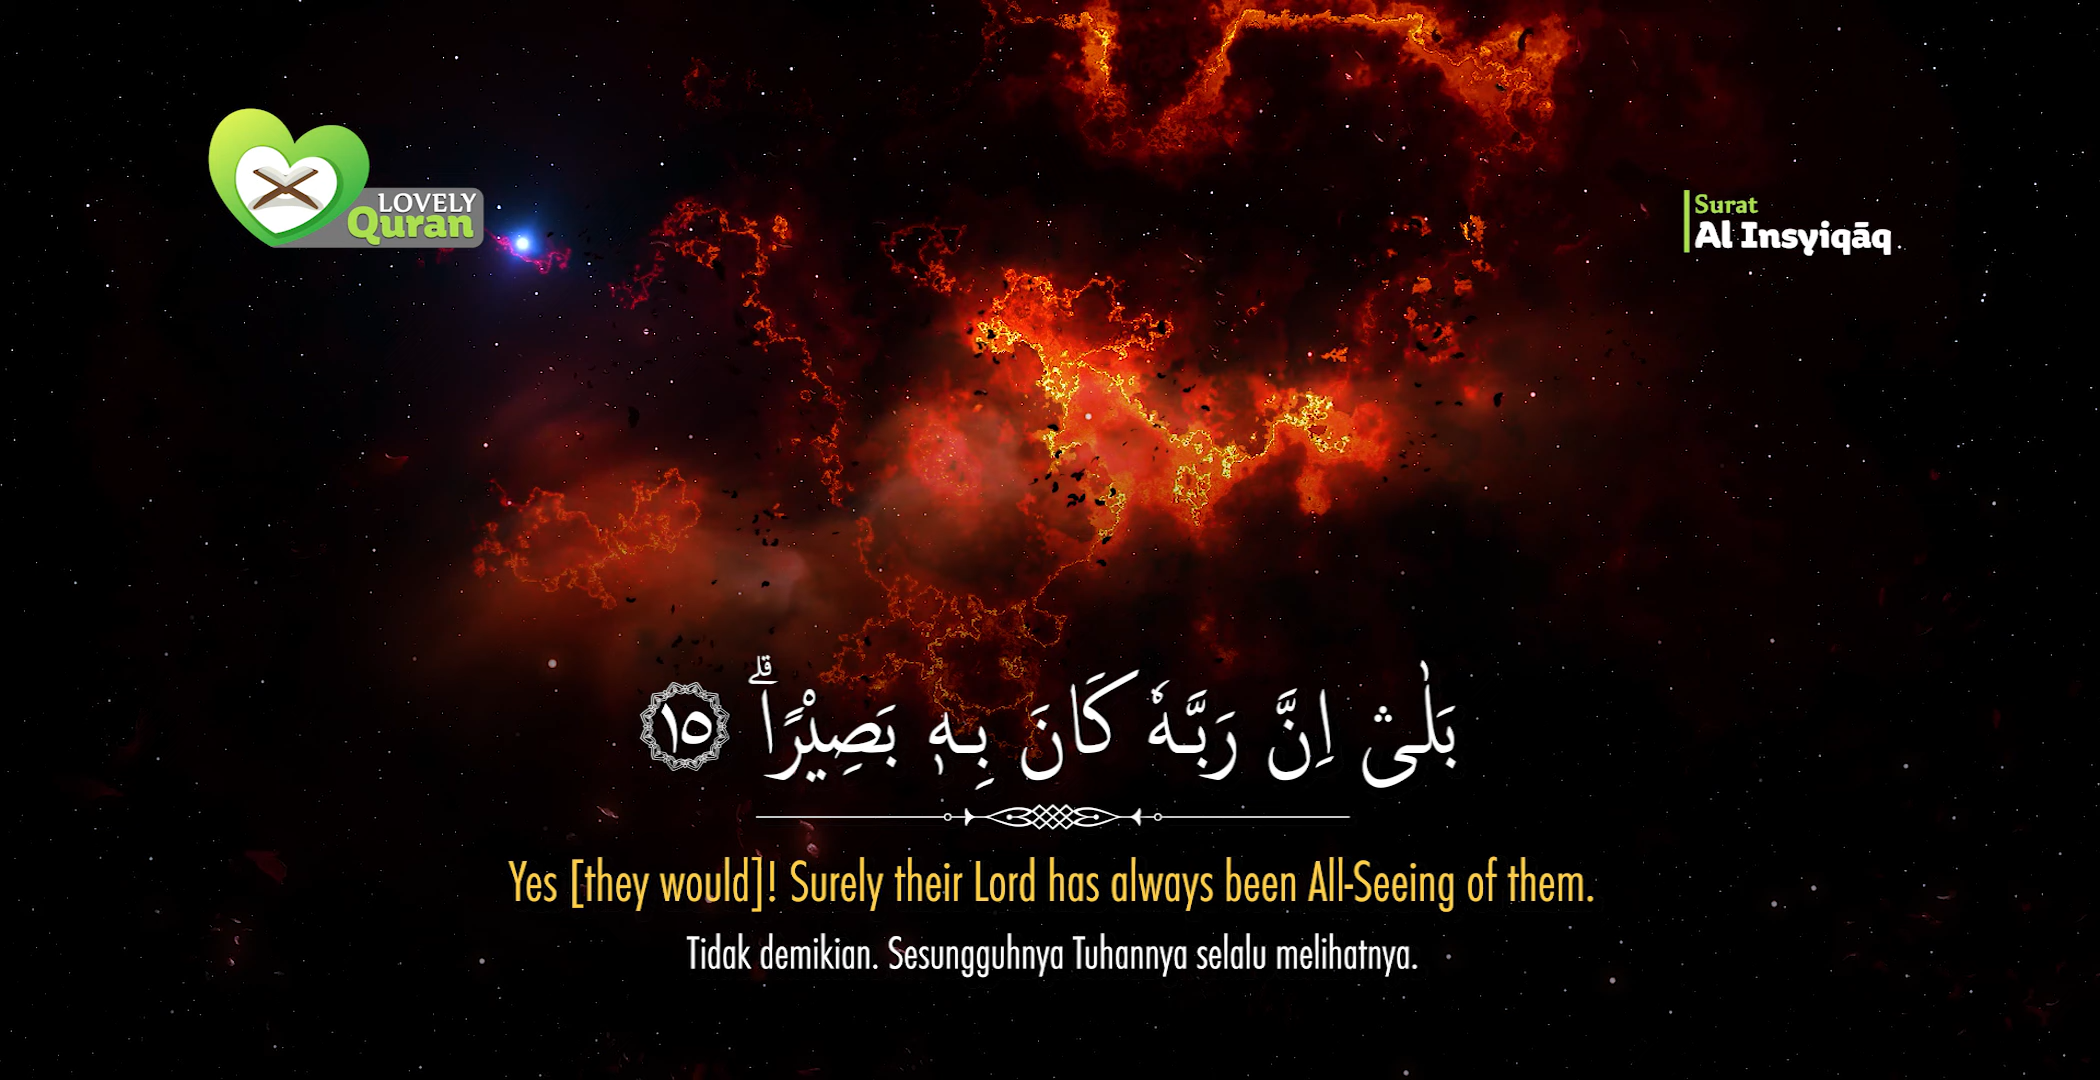 LOVELY
Quran
Surat
Al Insyiqāq
بَلٰىۛ اِنَّ رَبَّهٗ كَانَ بِهٖ بَصِيْرًاۗ ١٥
Yes [they would]! Surely their Lord has always been All-Seeing of them.
Tidak demikian. Sesungguhnya Tuhannya selalu melihatnya.